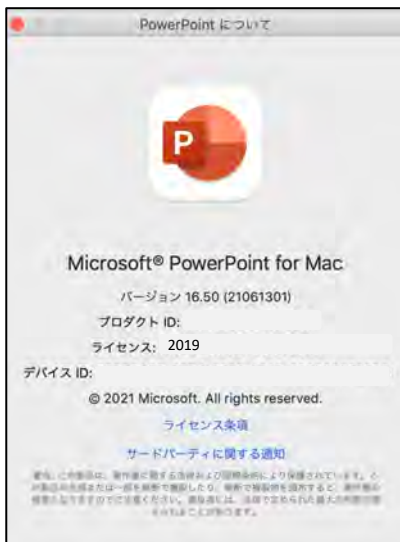 PowerPoint について
P
Microsoft® PowerPoint for Mac
バージョン 16.50 (21061301)
プロダクト ID:
ライセンス: 2019
デバイス ID:
© 2021 Microsoft. All rights reserved.
ライセンス条項
サードパーティに関する通知